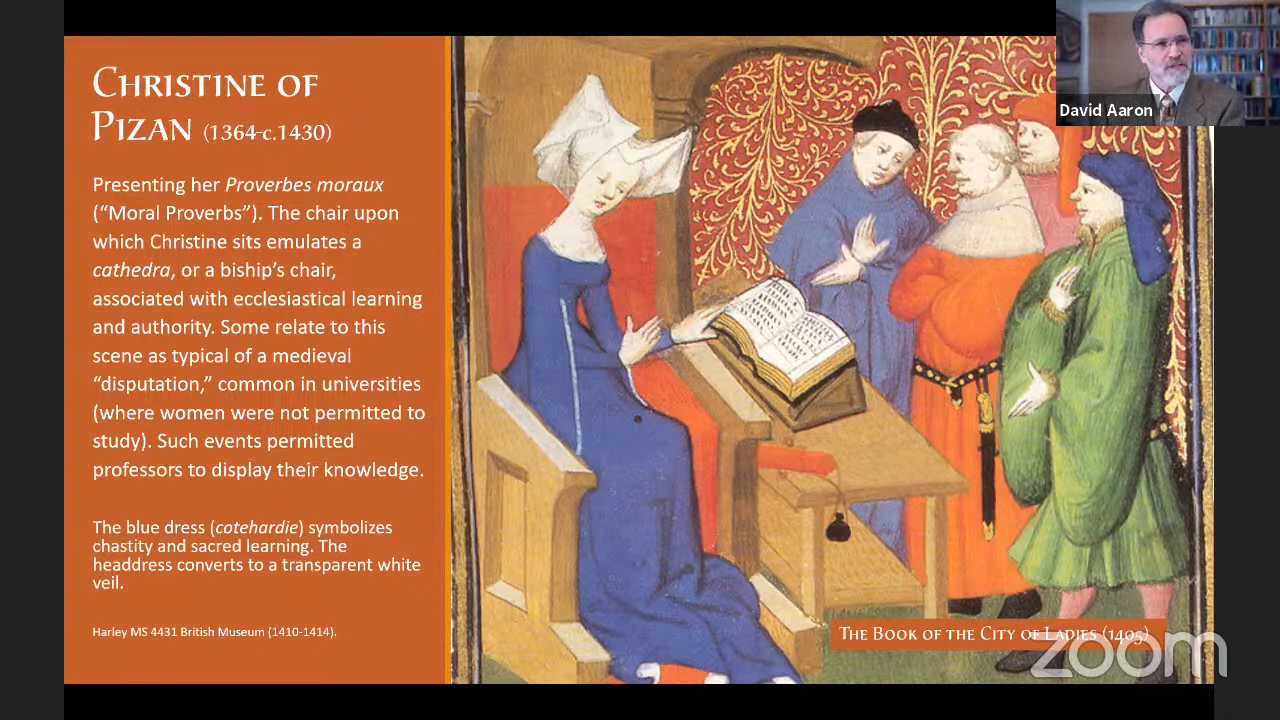 CHRISTINE OF
PIZAN (1364-c.1430)
Presenting her Proverbes moraux
(“Moral Proverbs”). The chair upon
which Christine sits emulates a
cathedra, or a biship’s chair,
associated with ecclesiastical learning
and authority. Some relate to this
scene as typical of a medieval
“disputation,” common in universities
(where women were not permitted to
study). Such events permitted
professors to display their knowledge.
The blue dress (cotehardie) symbolizes
chastity and sacred learning. The
headdress converts to a transparent white
veil.
Harley MS 4431 British Museum (1410-1414).
David Aaron
THE BOOK OF THE CITY OF LADIES (1405)
zoom